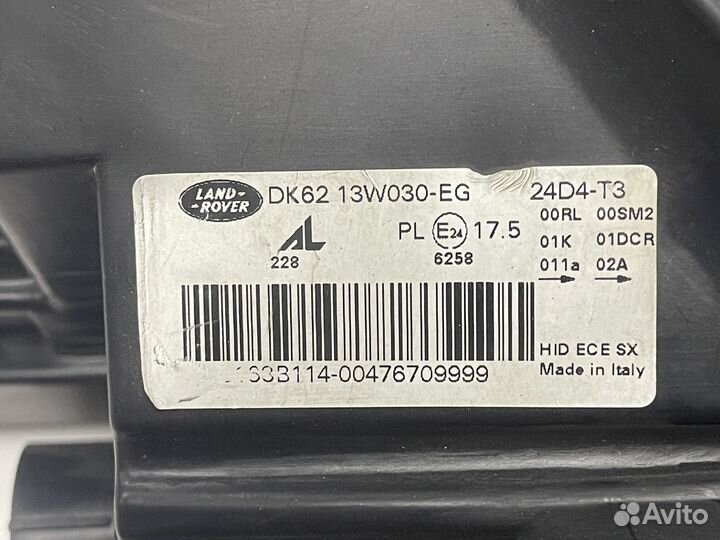 LAND-
ROVER
DK62 13W030-EG
24D4-T3
AL
228
PL E24 17.5
6258
00RL 00SM2
01K 01DCR
011a 02A
33B114-00476709999
HID ECE SX
Made in Italy
Avito